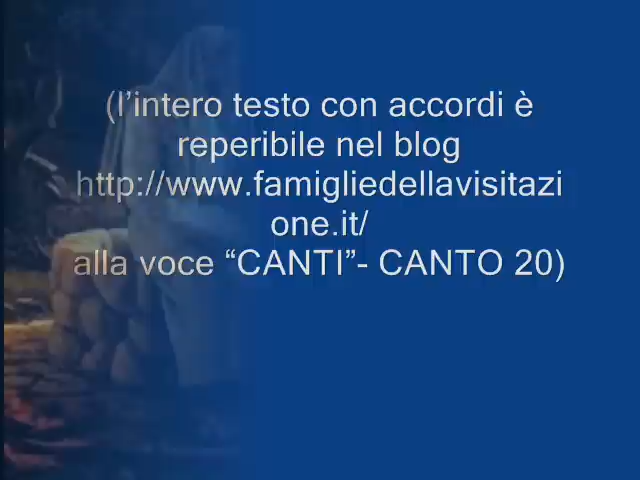 (l’intero testo con accordi è
reperibile nel blog
http://www.famigliedellavisitazi
one.it/
alla voce “CANTI”- CANTO 20)